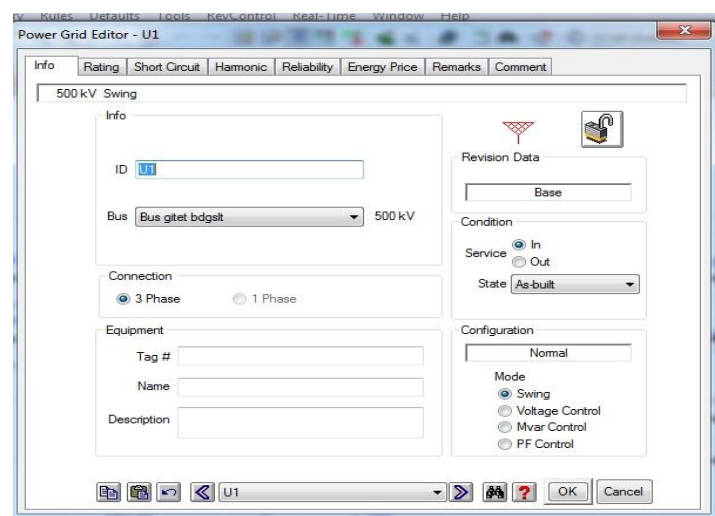 Rules Defaults Tools RevControl Real-Time Window Help
Power Grid Editor - U1
Info Rating Short Circuit Harmonic Reliability Energy Price Remarks Comment
500 kV Swing
Info
ID U1
Bus Bus gitet bdgslt 500 kV
Revision Data
Base
Condition
Service In
Out
State As-built
Connection
3 Phase 1 Phase
Equipment
Tag #
Name
Description
Configuration
Normal
Mode
Swing
Voltage Control
Mvar Control
PF Control
U1 ? OK Cancel